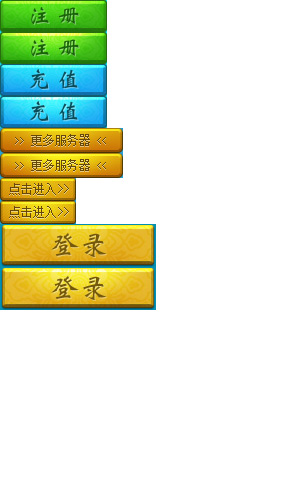 注 册
注 册
充 值
充 值
>> 更多服务器 <<
>> 更多服务器 <<
点击进入>>
点击进入>>
登录
登录